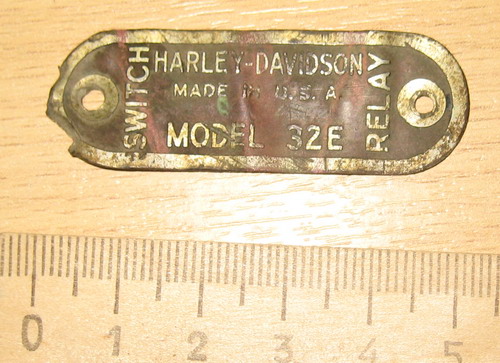 SWITCH
HARLEY-DAVIDSON
MADE IN U.S.A.
MODEL 32E
RELAY
0 1 2 3 4 5